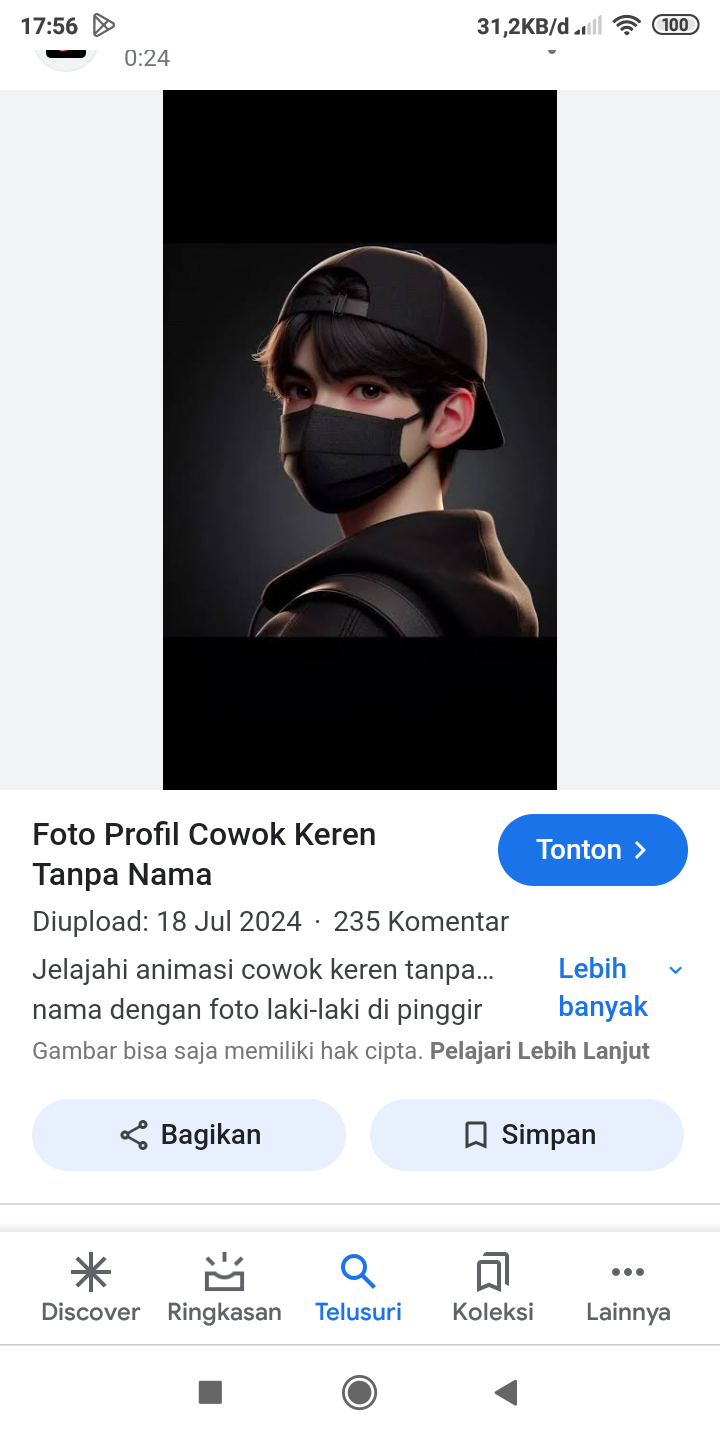 17:56
31,2KB/d
100
0:24
Foto Profil Cowok Keren
Tanpa Nama
Tonton
Diupload: 18 Jul 2024 · 235 Komentar
Jelajahi animasi cowok keren tanpa...
nama dengan foto laki-laki di pinggir
Lebih
banyak
Gambar bisa saja memiliki hak cipta. Pelajari Lebih Lanjut
Bagikan
Simpan
Discover
Ringkasan
Telusuri
Koleksi
Lainnya